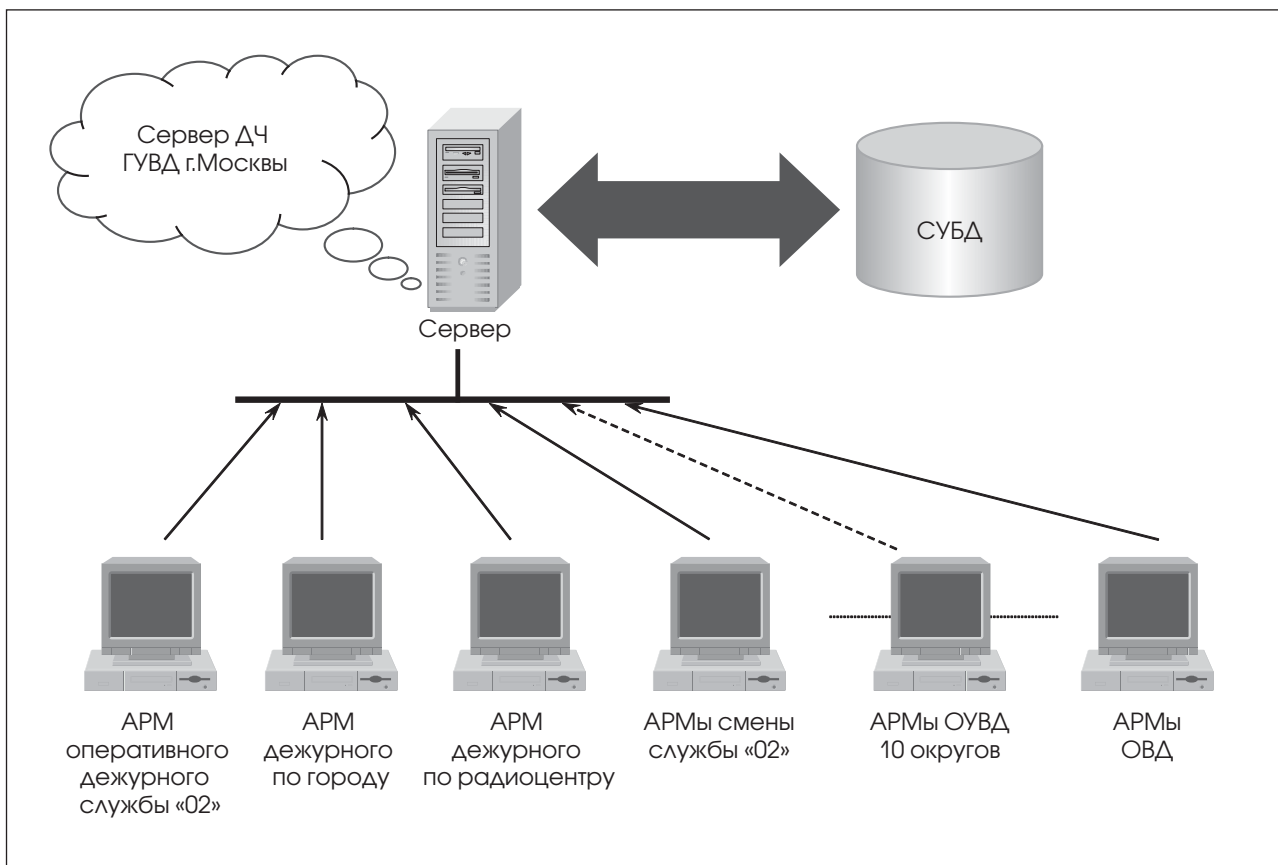 Сервер ДЧ
ГУВД г.Москвы
СУБД
Сервер
АРМ
оперативного
дежурного
службы «02»
АРМ
дежурного
по городу
АРМ
дежурного
по радиоцентру
АРМы смены
службы «02»
АРМы ОУВД
10 округов
АРМы
ОВД